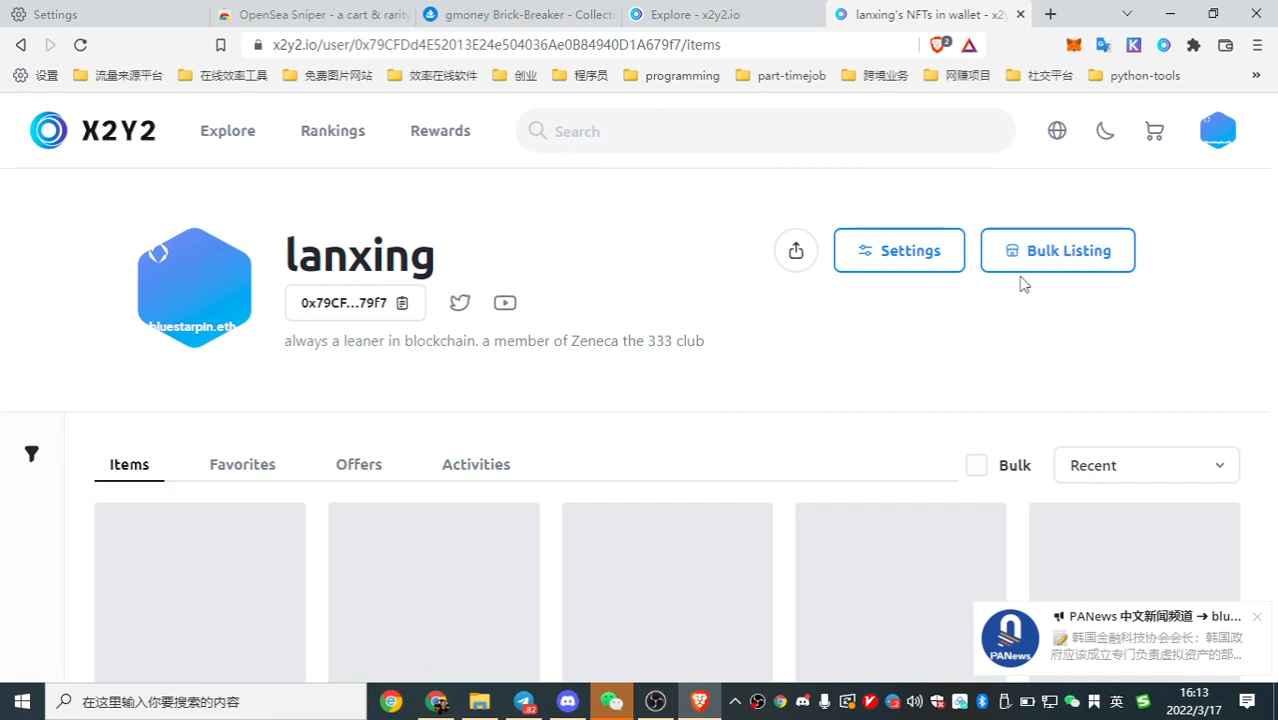 Settings
OpenSea Sniper - a cart & rarity
gmoney Brick-Breaker - Collecti
Explore - x2y2.io
lanxing's NFTs in wallet - x2y
x2y2.io/user/0x79CFDd4E52013E24e504036Ae0B84940D1A679f7/items
2
设置
流量来源平台
在线效率工具
免费图片网站
效率在线软件
创业
程序员
programming
part-timejob
跨境业务
网赚项目
社交平台
python-tools
»
X2Y2
Explore
Rankings
Rewards
Search
lanxing
Settings
Bulk Listing
0x79CF...79f7
bluestarpin.eth
always a leaner in blockchain. a member of Zeneca the 333 club
Items
Favorites
Offers
Activities
Bulk
Recent
PANews 中文新闻频道 → blu...
韩国金融科技协会会长：韩国政
府应该成立专门负责虚拟资产的部...
PANews
在这里输入你要搜索的内容
82
英
16:13
2022/3/17